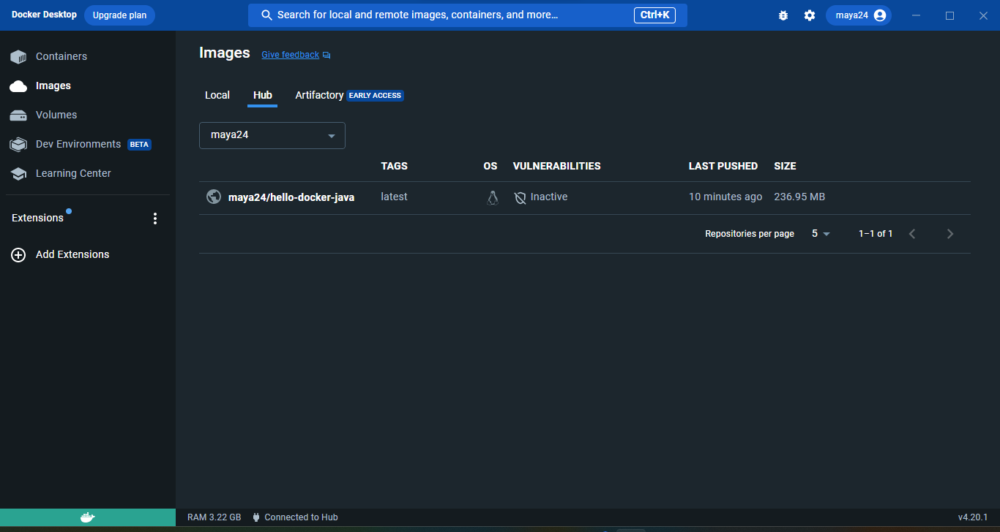 Docker Desktop
Upgrade plan
Search for local and remote images, containers, and more...
Ctrl+K
maya24
Containers
Images
Volumes
Dev Environments BETA
Learning Center
Extensions
Add Extensions
Images
Give feedback
Local Hub Artifactory EARLY ACCESS
maya24
TAGS OS VULNERABILITIES LAST PUSHED SIZE
maya24/hello-docker-java latest Inactive 10 minutes ago 236.95 MB
Repositories per page 5 1–1 of 1
RAM 3.22 GB Connected to Hub v4.20.1